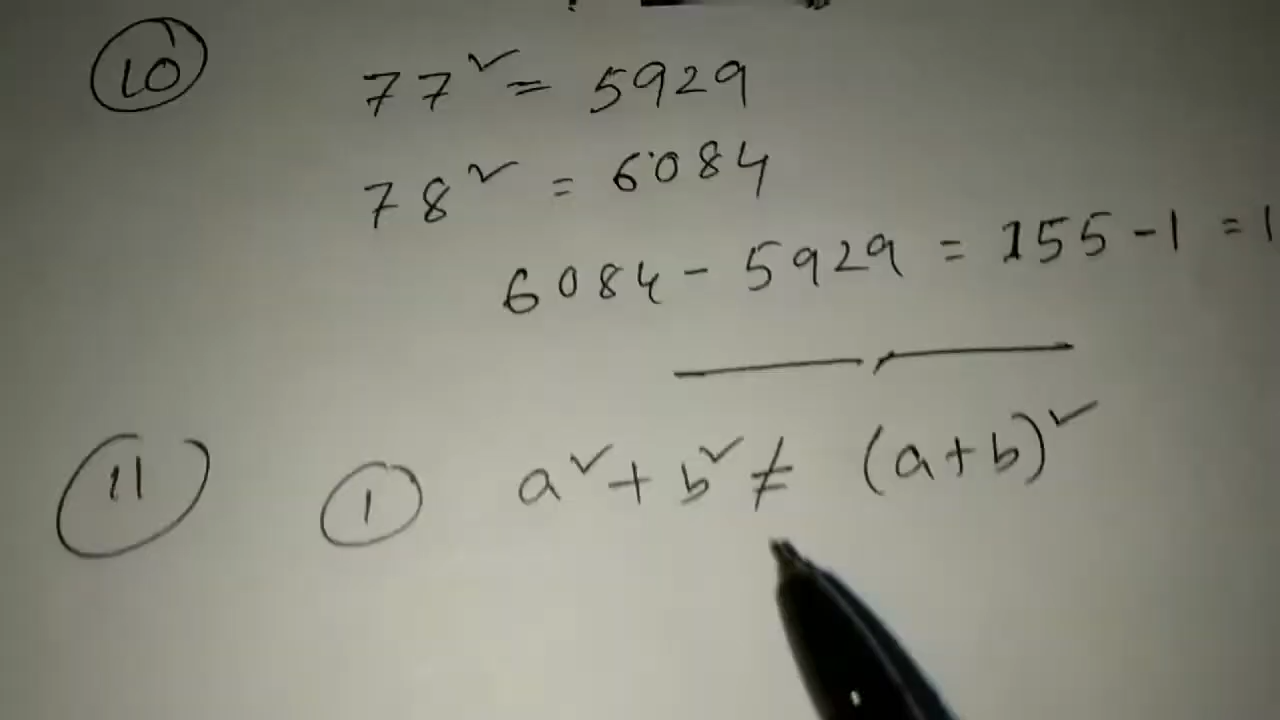 10 77² = 5929
78² = 6084
6084 - 5929 = 155 - 1 = 1
11 1 a² + b² ≠ (a+b)²